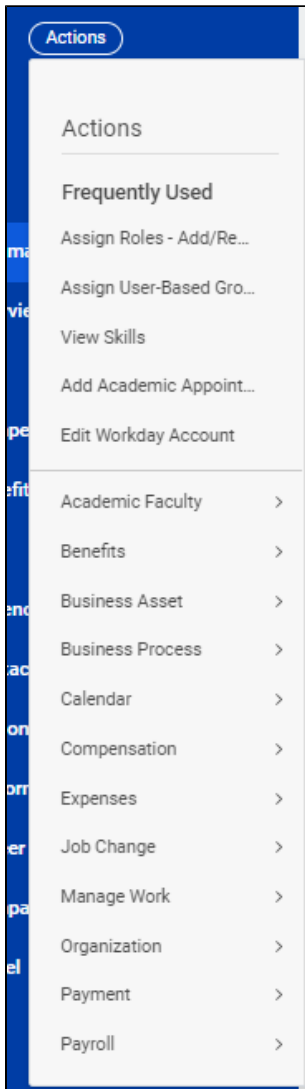 Actions
Actions
Frequently Used
Assign Roles - Add/Re...
Assign User-Based Gro...
View Skills
Add Academic Appoint...
Edit Workday Account
Academic Faculty
Benefits
Business Asset
Business Process
Calendar
Compensation
Expenses
Job Change
Manage Work
Organization
Payment
Payroll